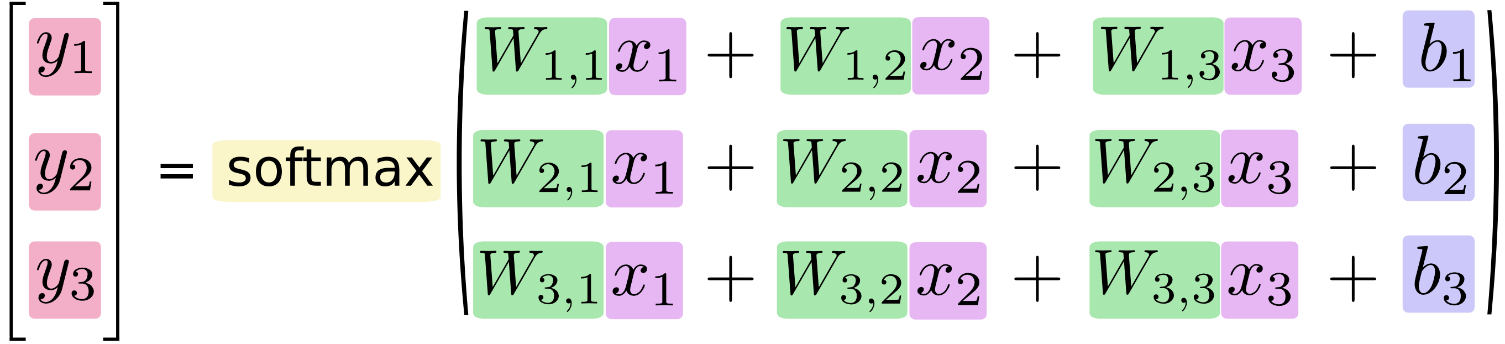 y₁ W₁,₁x₁ + W₁,₂x₂ + W₁,₃x₃ + b₁
y₂ = softmax W₂,₁x₁ + W₂,₂x₂ + W₂,₃x₃ + b₂
y₃ W₃,₁x₁ + W₃,₂x₂ + W₃,₃x₃ + b₃